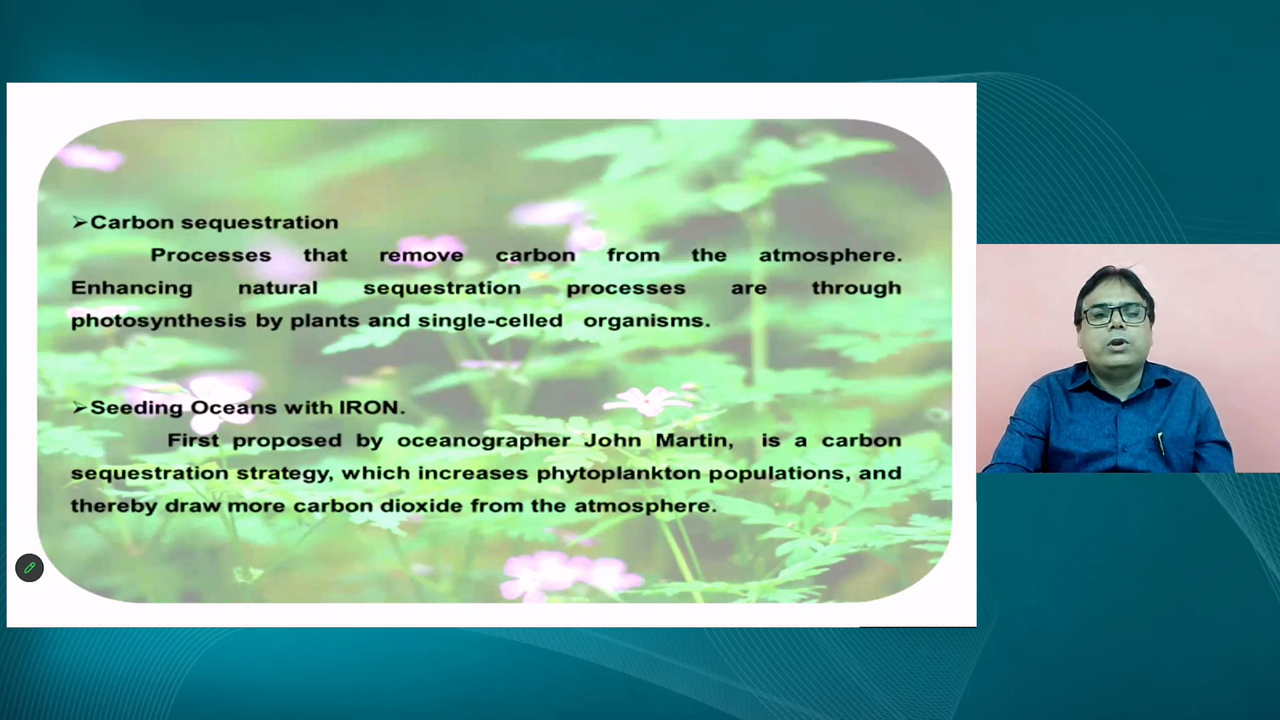 ➢Carbon sequestration
Processes that remove carbon from the atmosphere.
Enhancing natural sequestration processes are through
photosynthesis by plants and single-celled organisms.
➢Seeding Oceans with IRON.
First proposed by oceanographer John Martin, is a carbon
sequestration strategy, which increases phytoplankton populations, and
thereby draw more carbon dioxide from the atmosphere.